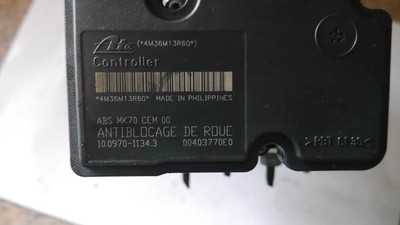 Ate (*4M36M13R60*)
Controller
*4M36M13R60* MADE IN PHILIPPINES
ABS MK70 CEM 00
ANTIBLOCAGE DE ROUE
10.0970-1134.3 00403770E0